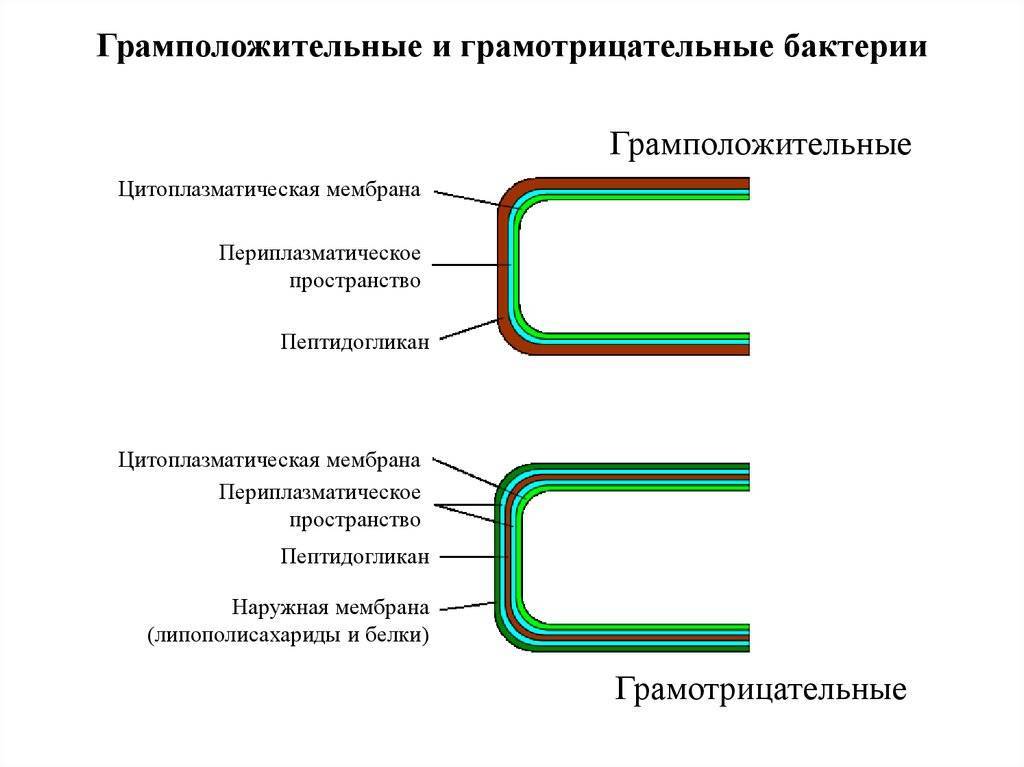 Грамположительные и грамотрицательные бактерии
Грамположительные
Цитоплазматическая мембрана
Периплазматическое
пространство
Пептидогликан
Цитоплазматическая мембрана
Периплазматическое
пространство
Пептидогликан
Наружная мембрана
(липополисахариды и белки)
Грамотрицательные